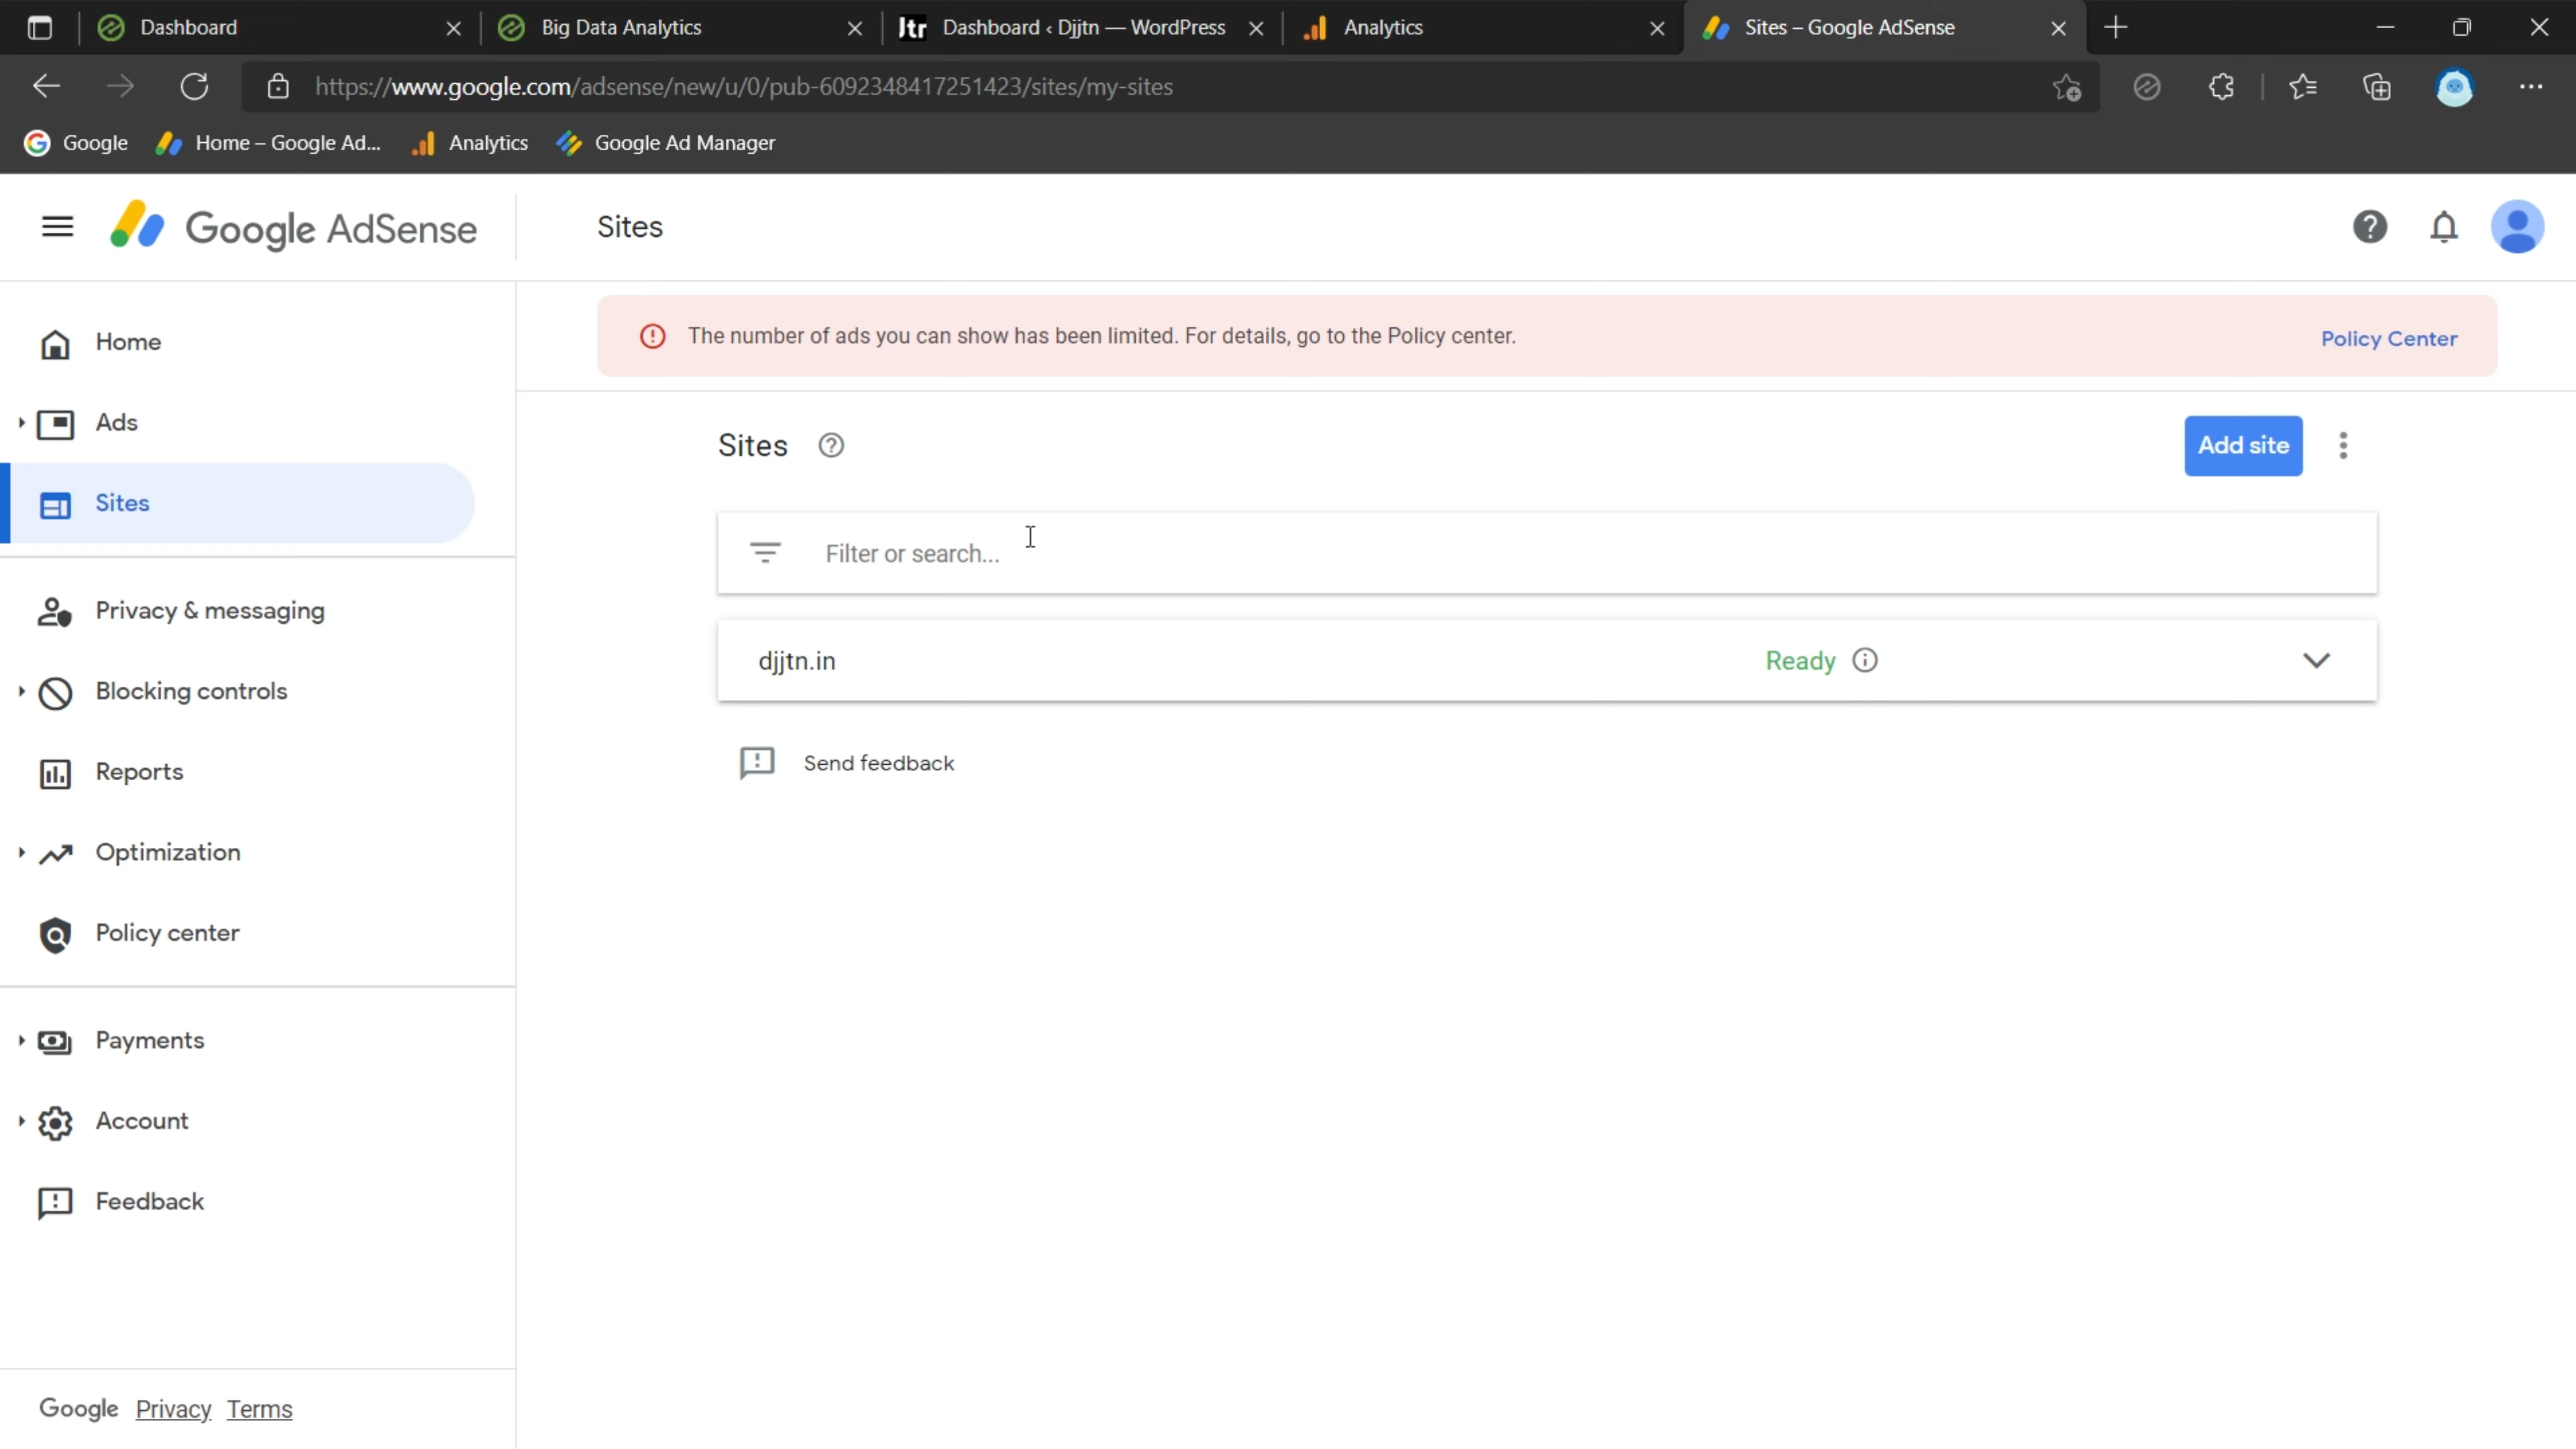 Dashboard
Big Data Analytics
Jtr Dashboard ‹ Djjtn — WordPress
Analytics
Sites – Google AdSense
https://www.google.com/adsense/new/u/0/pub-6092348417251423/sites/my-sites
Google
Home – Google Ad...
Analytics
Google Ad Manager
Google AdSense
Sites
Home
Ads
Sites
Privacy & messaging
Blocking controls
Reports
Optimization
Policy center
Payments
Account
Feedback
Google Privacy Terms
The number of ads you can show has been limited. For details, go to the Policy center.
Policy Center
Sites
Add site
Filter or search...
djjtn.in
Ready
Send feedback